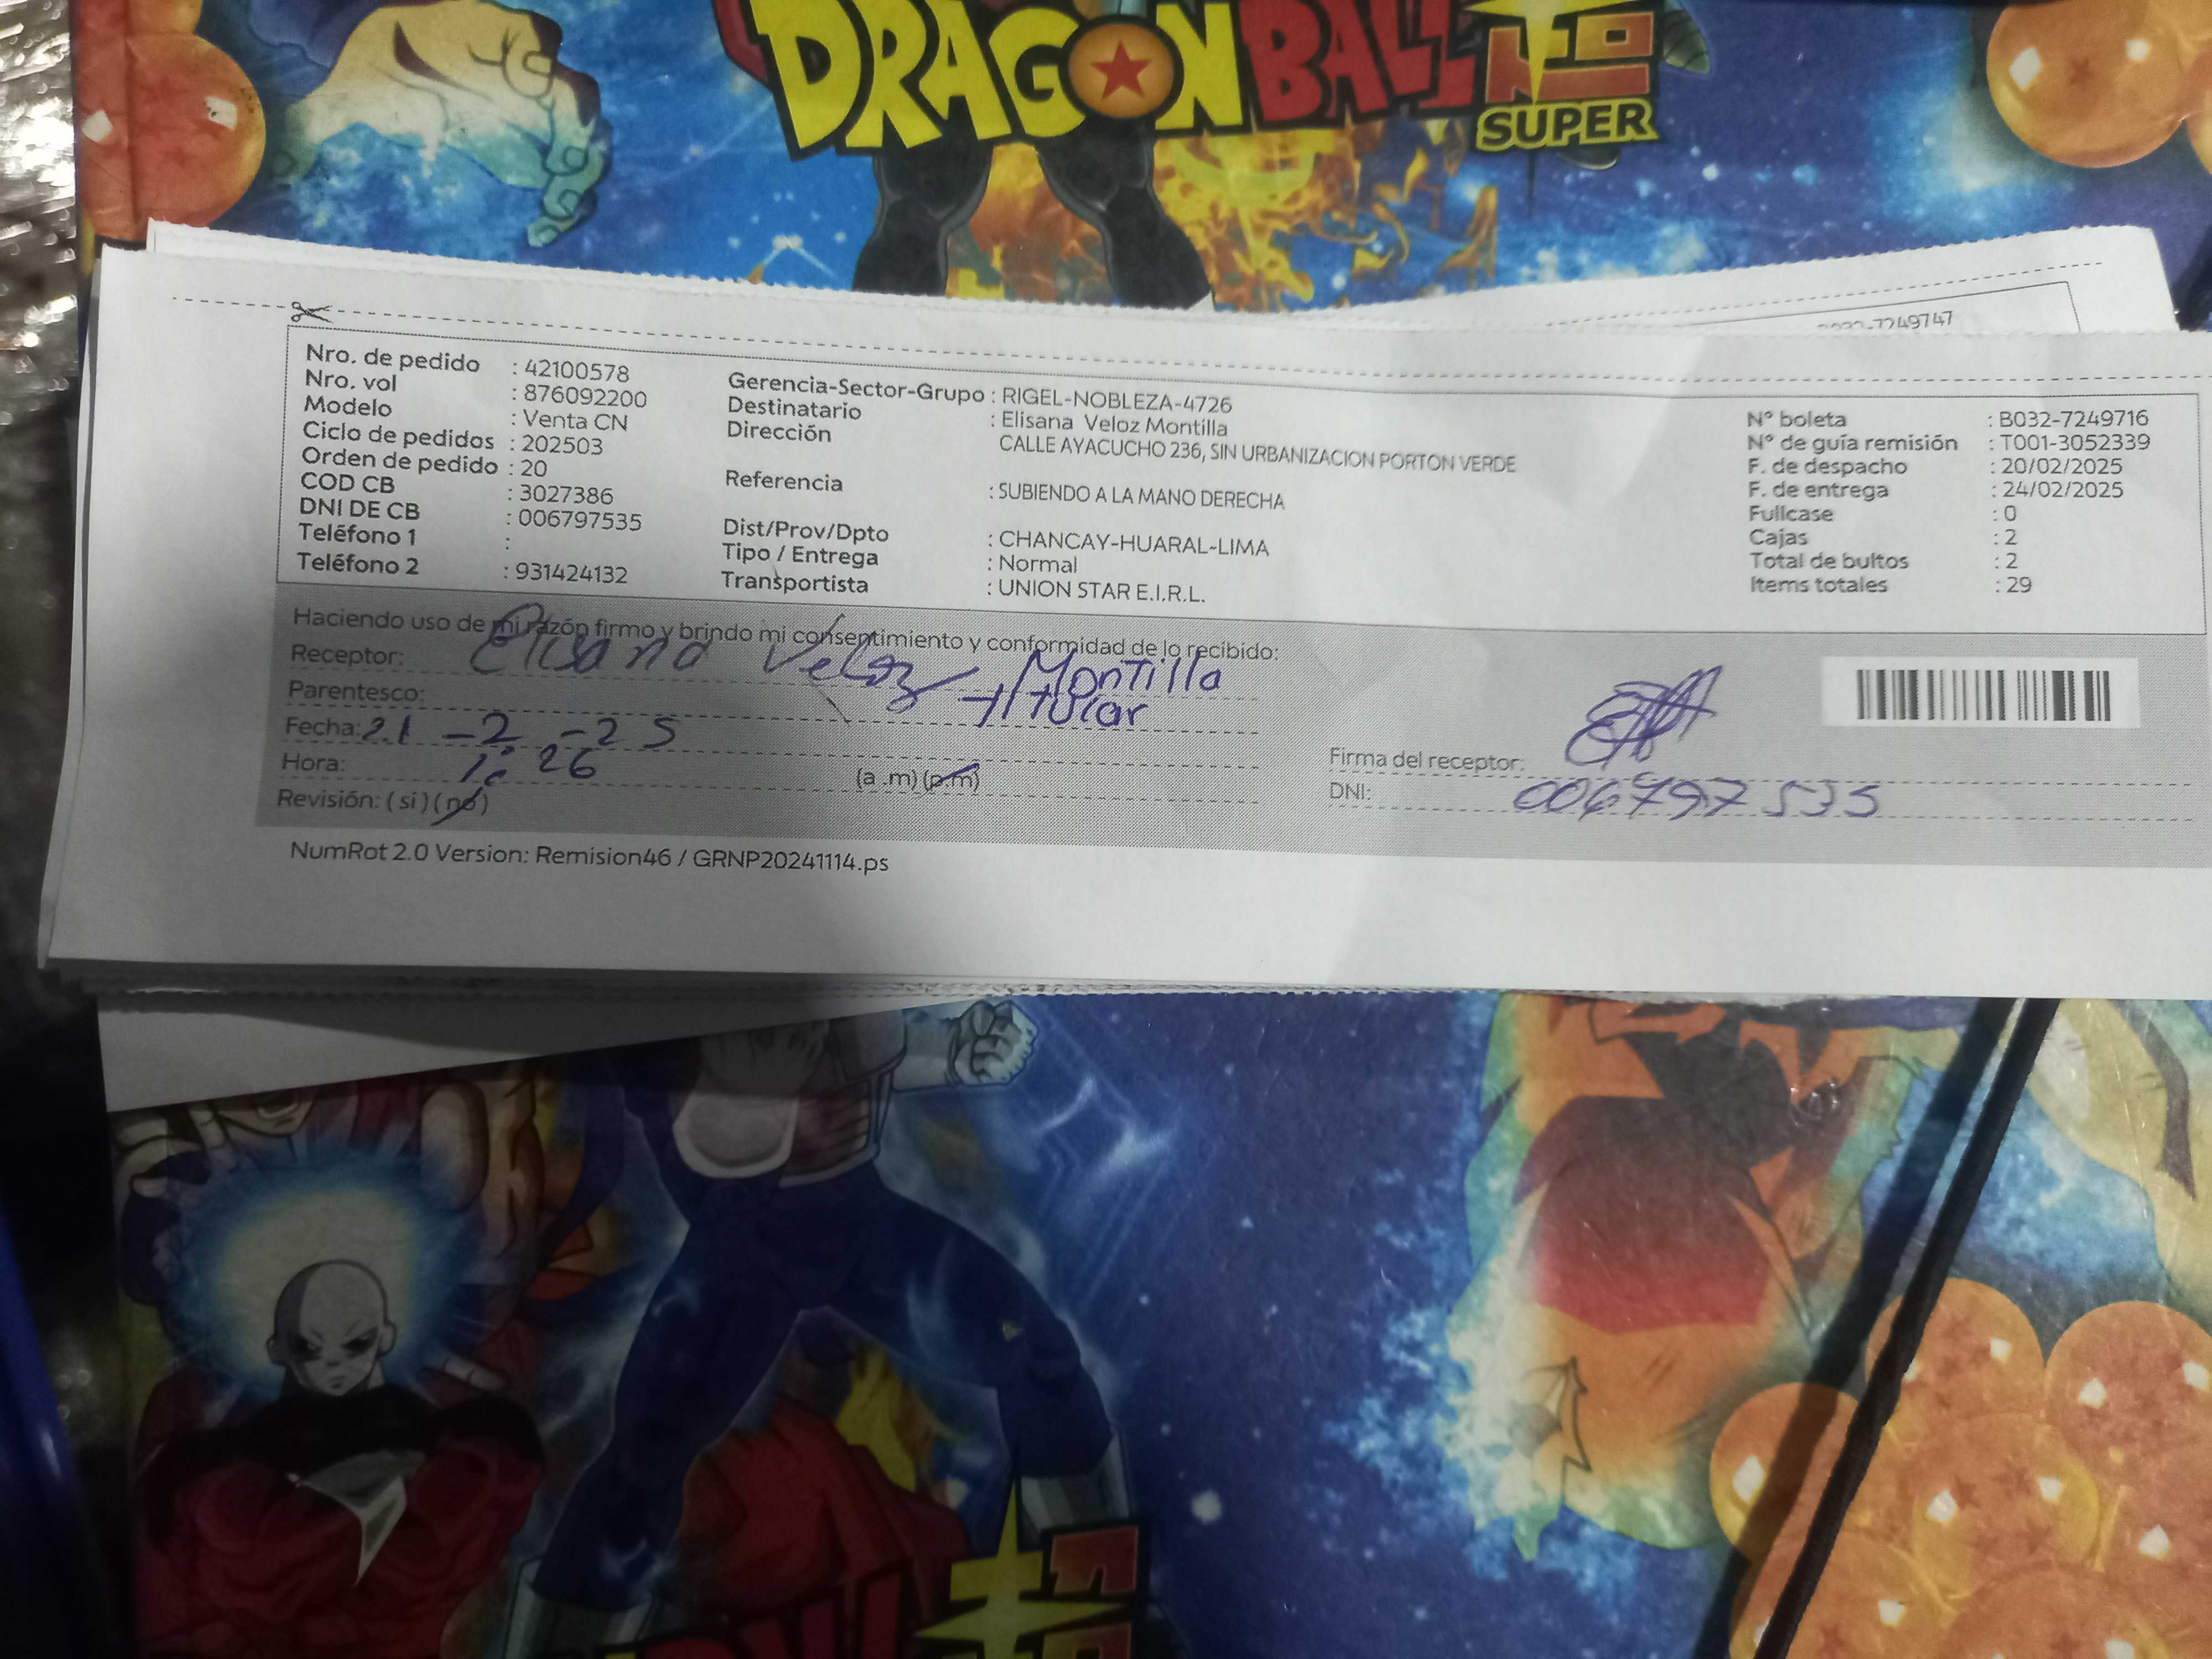 DRAGON BALL SUPER
7249747
Nro. de pedido : 42100578
Nro. vol : 876092200
Modelo : Venta CN
Ciclo de pedidos : 202503
Orden de pedido : 20
COD CB : 3027386
DNI DE CB : 006797535
Teléfono 1 :
Teléfono 2 : 931424132
Gerencia-Sector-Grupo : RIGEL-NOBLEZA-4726
Destinatario : Elisana Veloz Montilla
Dirección CALLE AYACUCHO 236, SIN URBANIZACION PORTON VERDE
Referencia : SUBIENDO A LA MANO DERECHA
Dist/Prov/Dpto : CHANCAY-HUARAL-LIMA
Tipo / Entrega : Normal
Transportista : UNION STAR E.I.R.L.
N° boleta : B032-7249716
N° de guía remisión : T001-3052339
F. de despacho : 20/02/2025
F. de entrega : 24/02/2025
Fullcase : 0
Cajas : 2
Total de bultos : 2
Items totales : 29
Haciendo uso de mi razón firmo y brindo mi consentimiento y conformidad de lo recibido:
Receptor: Elisana Veloz Montilla
Parentesco: Titular
Fecha: 21-2-25
Hora: 1:26 (a .m) (p.m)
Revisión: ( si ) ( no )
Firma del receptor:
DNI: 006797535
NumRot 2.0 Version: Remision46 / GRNP20241114.ps